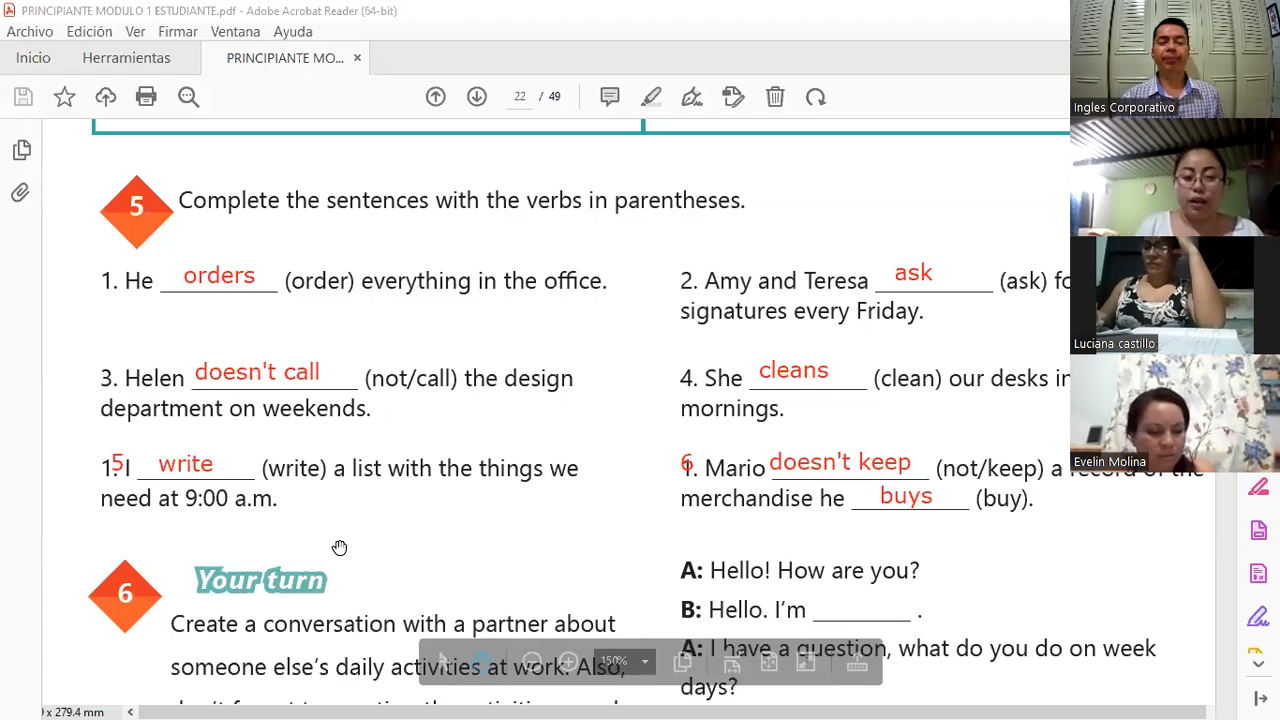 PRINCIPIANTE MODULO 1 ESTUDIANTE.pdf - Adobe Acrobat Reader (64-bit)
Archivo Edición Ver Firmar Ventana Ayuda
Inicio Herramientas PRINCIPIANTE MO... ×
22 / 49
5 Complete the sentences with the verbs in parentheses.
1. He orders (order) everything in the office.
2. Amy and Teresa ask (ask)
signatures every Friday.
3. Helen doesn't call (not/call) the design
department on weekends.
4. She cleans (clean) our desks in
mornings.
5 1. I write (write) a list with the things we
need at 9:00 a.m.
6 1. Mario doesn't keep (not/keep) a record of the
merchandise he buys (buy).
6 Your turn
Create a conversation with a partner about
someone else's daily activities at work. Also,
A: Hello! How are you?
B: Hello. I'm _________ .
A: I have a question, what do you do on week
days?
150%
x 279.4 mm
Ingles Corporativo
Luciana castillo
Evelin Molina